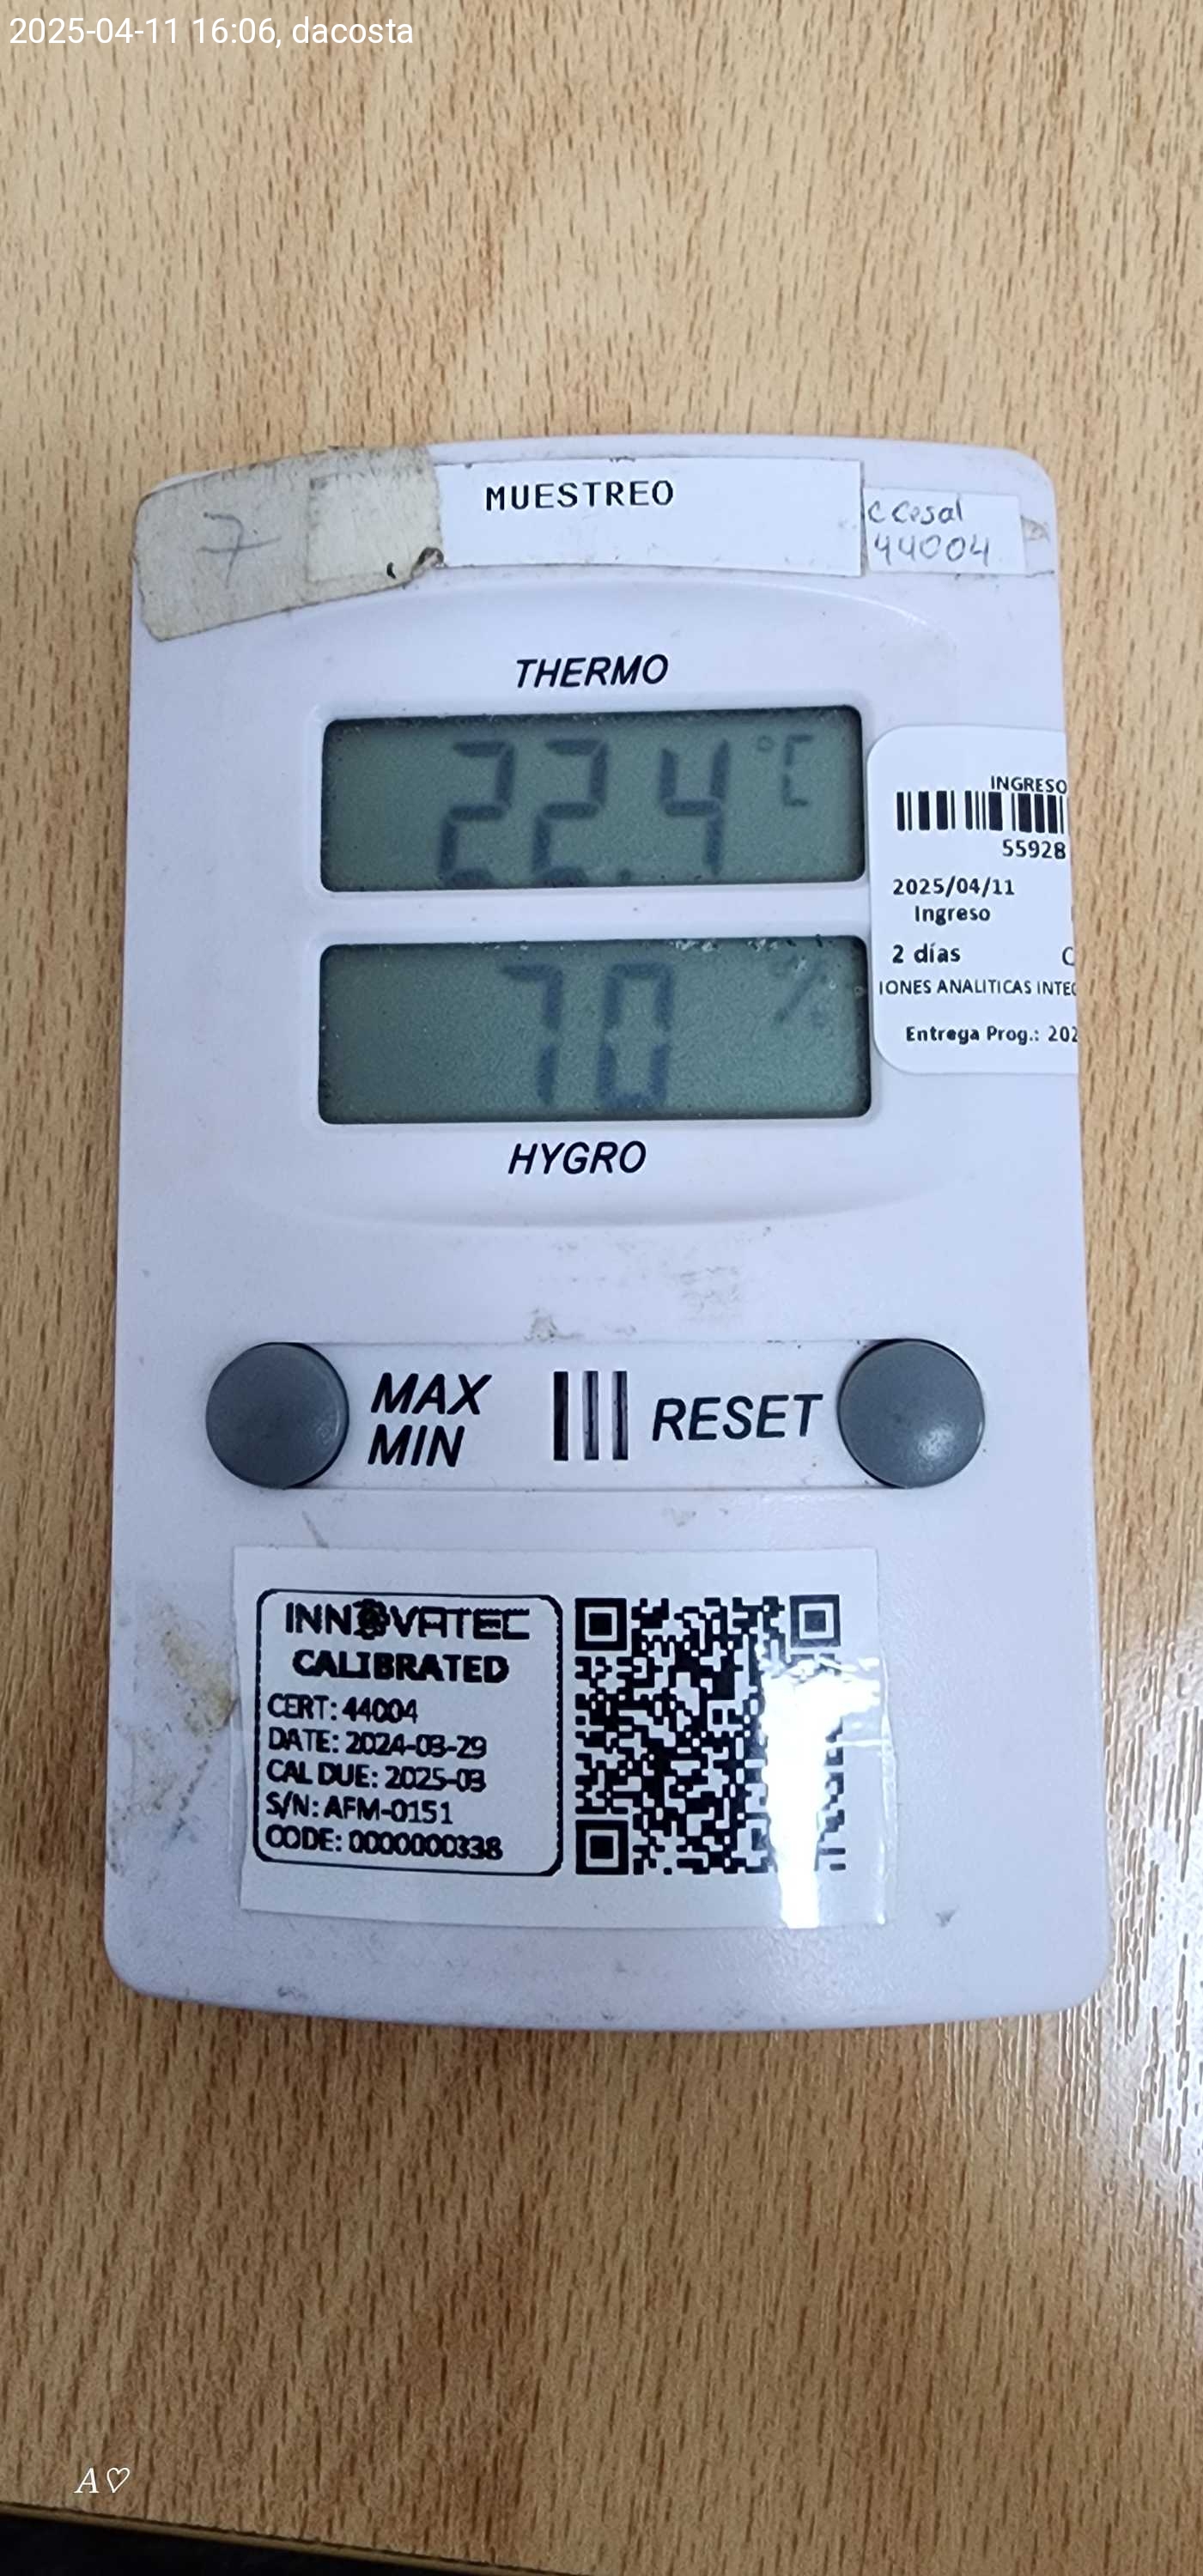 2025-04-11 16:06, dacosta
7
MUESTREO
44004
THERMO
22.4 °C
INGRESO
55928
2025/04/11
Ingreso
2 días
IONES ANALITICAS INTEG
Entrega Prog.: 202
70 %
HYGRO
MAX
MIN
RESET
INNOVATEC
CALIBRATED
CERT: 44004
DATE: 2024-03-29
CAL DUE: 2025-03
S/N: AFM-0151
CODE: 0000000338
A♡